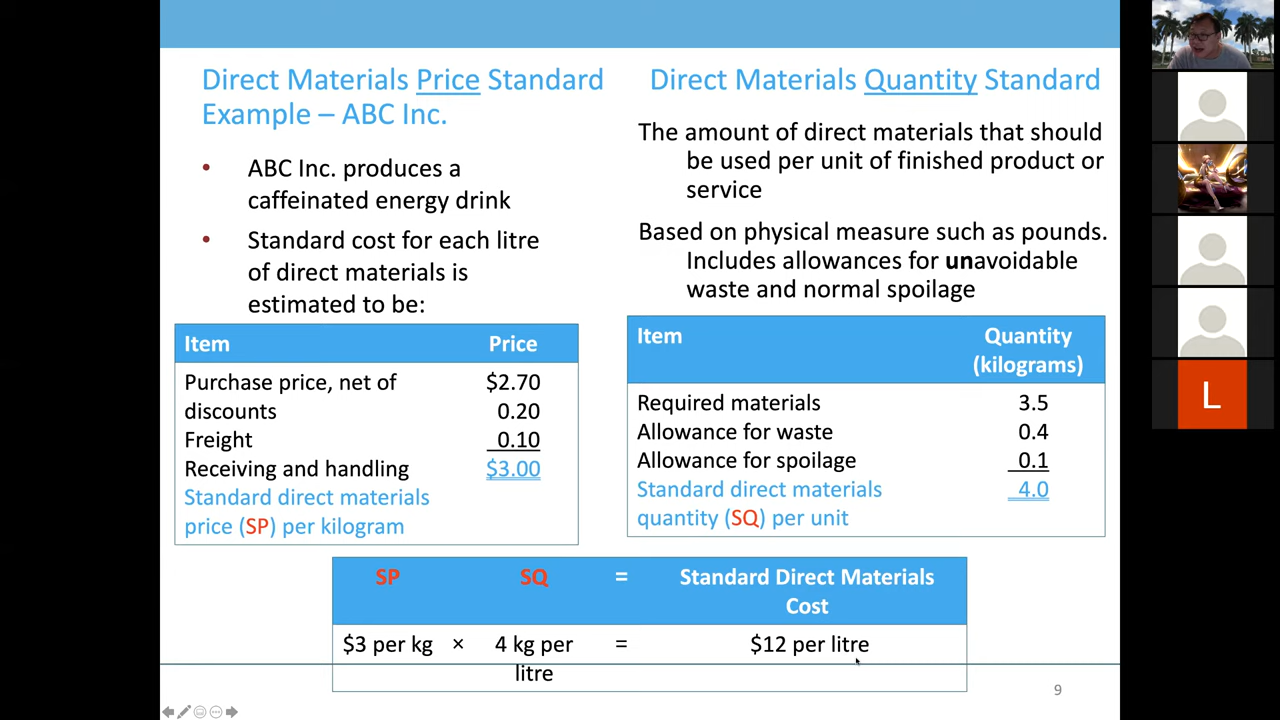 Direct Materials Price Standard
Example – ABC Inc.
• ABC Inc. produces a
caffeinated energy drink
• Standard cost for each litre
of direct materials is
estimated to be:
Item Price
Purchase price, net of $2.70
discounts 0.20
Freight 0.10
Receiving and handling $3.00
Standard direct materials
price (SP) per kilogram
Direct Materials Quantity Standard
The amount of direct materials that should
be used per unit of finished product or
service
Based on physical measure such as pounds.
Includes allowances for unavoidable
waste and normal spoilage
Item Quantity
(kilograms)
Required materials 3.5
Allowance for waste 0.4
Allowance for spoilage 0.1
Standard direct materials 4.0
quantity (SQ) per unit
SP SQ = Standard Direct Materials
Cost
$3 per kg × 4 kg per = $12 per litre
litre
9
L